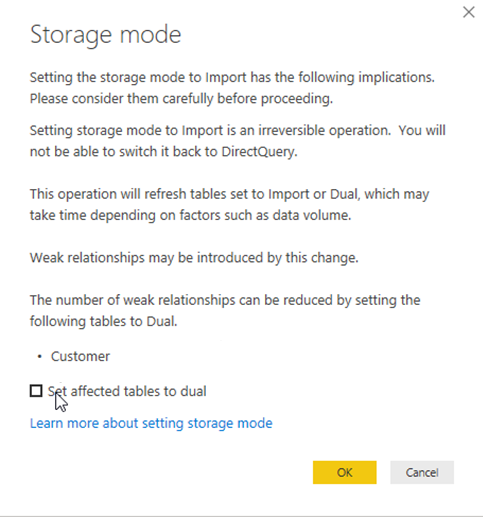 Storage mode
Setting the storage mode to Import has the following implications.
Please consider them carefully before proceeding.
Setting storage mode to Import is an irreversible operation.  You will
not be able to switch it back to DirectQuery.
This operation will refresh tables set to Import or Dual, which may
take time depending on factors such as data volume.
Weak relationships may be introduced by this change.
The number of weak relationships can be reduced by setting the
following tables to Dual.
• Customer
Set affected tables to dual
Learn more about setting storage mode
OK
Cancel